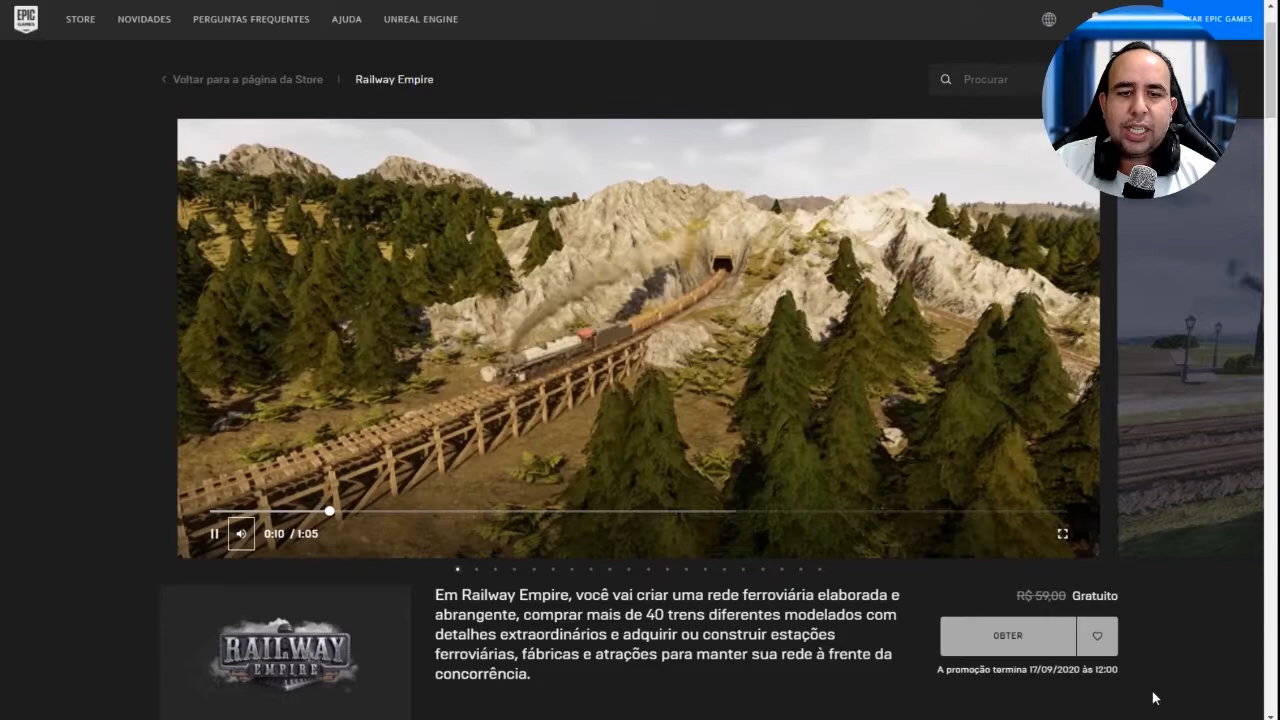 EPIC
GAMES
STORE
NOVIDADES
PERGUNTAS FREQUENTES
AJUDA
UNREAL ENGINE
EPIC GAMES
Voltar para a página da Store
Railway Empire
Procurar
0:10 / 1:05
RAILWAY
EMPIRE
Em Railway Empire, você vai criar uma rede ferroviária elaborada e
abrangente, comprar mais de 40 trens diferentes modelados com
detalhes extraordinários e adquirir ou construir estações
ferroviárias, fábricas e atrações para manter sua rede à frente da
concorrência.
R$ 59,00 Gratuito
OBTER
A promoção termina 17/09/2020 às 12:00